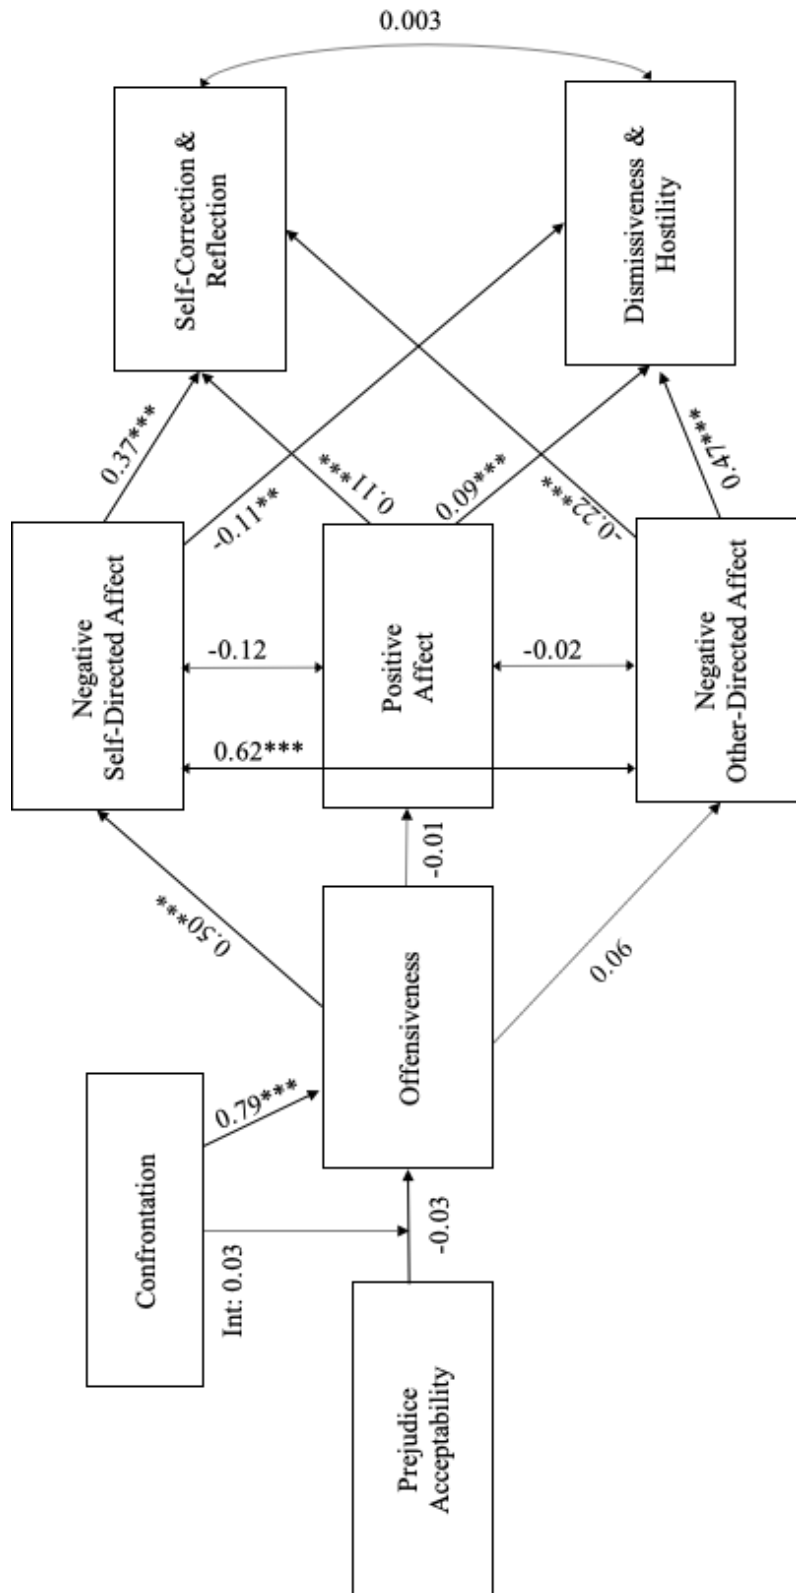 0.003
Self-Correction &
Reflection
Dismissiveness &
Hostility
0.37***
-0.11**
0.11***
0.09***
-0.22***
0.47***
Negative
Self-Directed Affect
-0.12
Positive
Affect
-0.02
Negative
Other-Directed Affect
0.62***
0.50***
-0.01
0.06
Offensiveness
Confrontation
0.79***
Int: 0.03
-0.03
Prejudice
Acceptability